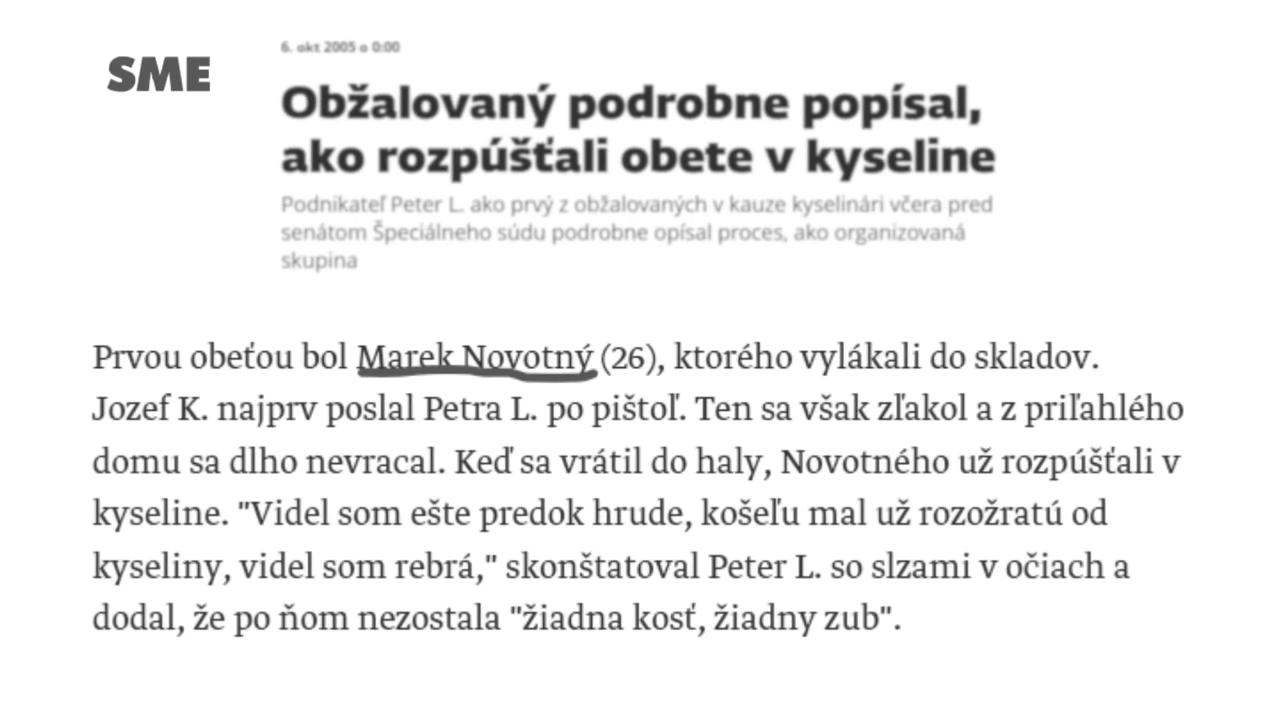 SME
6. okt 2005 o 0:00
Obžalovaný podrobne popísal,
ako rozpúšťali obete v kyseline
Podnikateľ Peter L. ako prvý z obžalovaných v kauze kyselinári včera pred
senátom Špeciálneho súdu podrobne opísal proces, ako organizovaná
skupina
Prvou obeťou bol Marek Novotný (26), ktorého vylákali do skladov.
Jozef K. najprv poslal Petra L. po pištoľ. Ten sa však zľakol a z priľahlého
domu sa dlho nevracal. Keď sa vrátil do haly, Novotného už rozpúšťali v
kyseline. "Videl som ešte predok hrude, košeľu mal už rozožratú od
kyseliny, videl som rebrá," skonštatoval Peter L. so slzami v očiach a
dodal, že po ňom nezostala "žiadna kosť, žiadny zub".